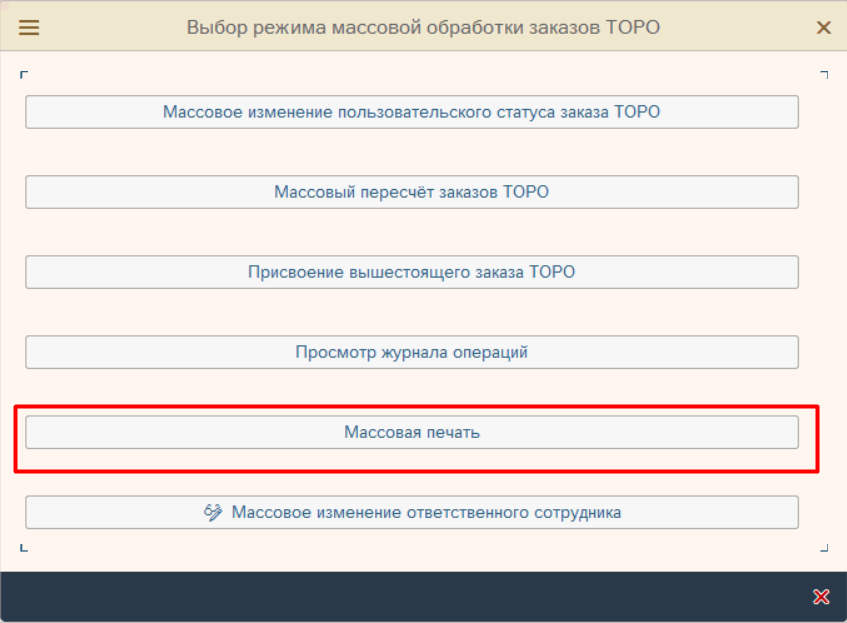 Выбор режима массовой обработки заказов ТОРО
Массовое изменение пользовательского статуса заказа ТОРО
Массовый пересчёт заказов ТОРО
Присвоение вышестоящего заказа ТОРО
Просмотр журнала операций
Массовая печать
Массовое изменение ответственного сотрудника